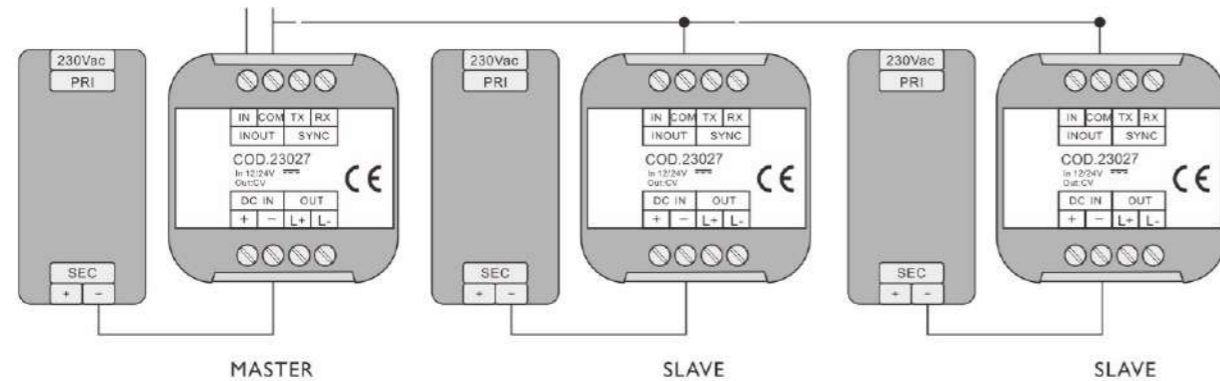 230Vac
PRI
SEC
+ −
IN COM TX RX
INOUT SYNC
COD.23027
In:12/24V
Out:CV
CE
DC IN OUT
+ − L+ L-
MASTER
230Vac
PRI
SEC
+ −
IN COM TX RX
INOUT SYNC
COD.23027
In:12/24V
Out:CV
CE
DC IN OUT
+ − L+ L-
SLAVE
230Vac
PRI
SEC
+ −
IN COM TX RX
INOUT SYNC
COD.23027
In:12/24V
Out:CV
CE
DC IN OUT
+ − L+ L-
SLAVE